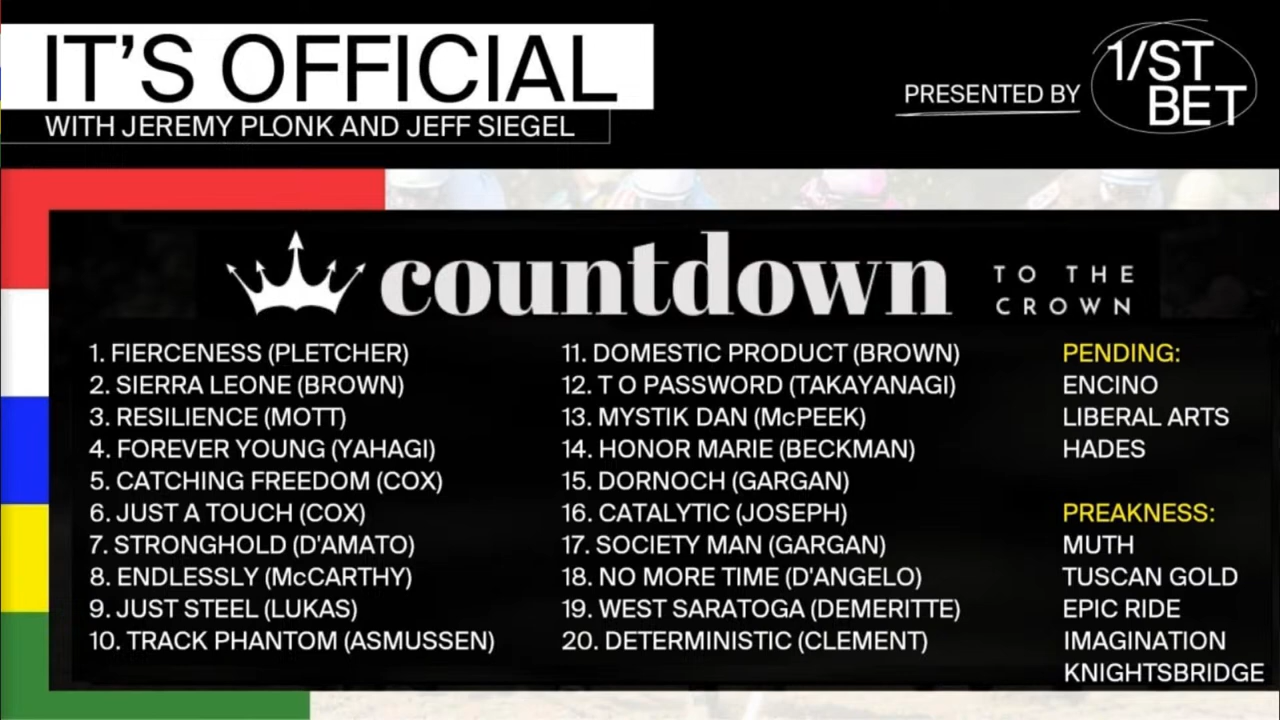 IT'S OFFICIAL
WITH JEREMY PLONK AND JEFF SIEGEL
PRESENTED BY
1/ST
BET
countdown
TO THE
CROWN
1. FIERCENESS (PLETCHER)
2. SIERRA LEONE (BROWN)
3. RESILIENCE (MOTT)
4. FOREVER YOUNG (YAHAGI)
5. CATCHING FREEDOM (COX)
6. JUST A TOUCH (COX)
7. STRONGHOLD (D'AMATO)
8. ENDLESSLY (McCARTHY)
9. JUST STEEL (LUKAS)
10. TRACK PHANTOM (ASMUSSEN)
11. DOMESTIC PRODUCT (BROWN)
12. T O PASSWORD (TAKAYANAGI)
13. MYSTIK DAN (McPEEK)
14. HONOR MARIE (BECKMAN)
15. DORNOCH (GARGAN)
16. CATALYTIC (JOSEPH)
17. SOCIETY MAN (GARGAN)
18. NO MORE TIME (D'ANGELO)
19. WEST SARATOGA (DEMERITTE)
20. DETERMINISTIC (CLEMENT)
PENDING:
ENCINO
LIBERAL ARTS
HADES
PREAKNESS:
MUTH
TUSCAN GOLD
EPIC RIDE
IMAGINATION
KNIGHTSBRIDGE